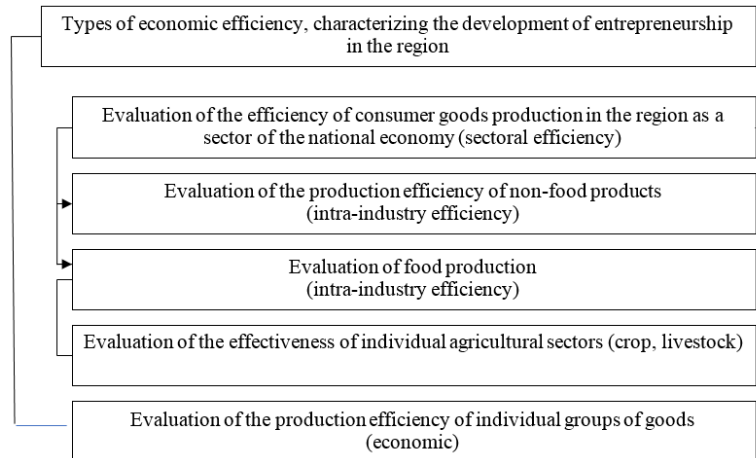 Types of economic efficiency, characterizing the development of entrepreneurship
in the region
Evaluation of the efficiency of consumer goods production in the region as a
sector of the national economy (sectoral efficiency)
Evaluation of the production efficiency of non-food products
(intra-industry efficiency)
Evaluation of food production
(intra-industry efficiency)
Evaluation of the effectiveness of individual agricultural sectors (crop, livestock)
Evaluation of the production efficiency of individual groups of goods
(economic)